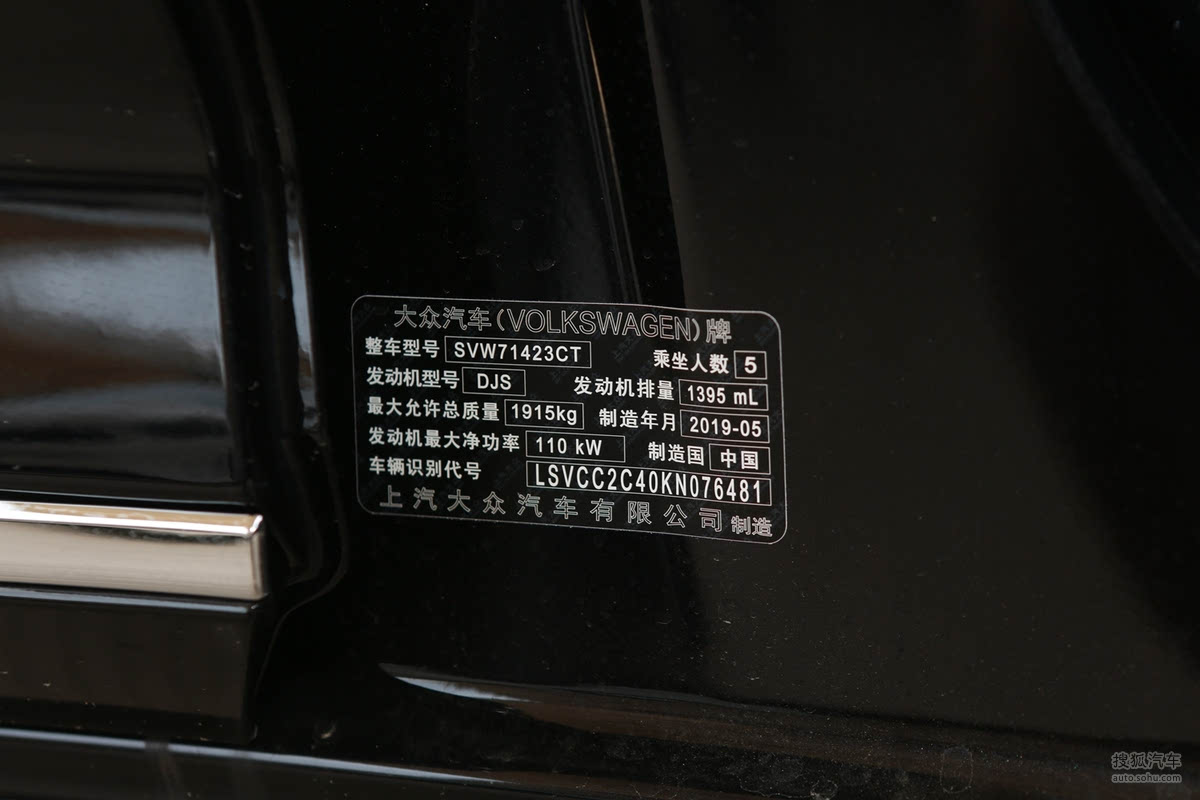 大众汽车(VOLKSWAGEN)牌
整车型号 SVW71423CT 乘坐人数 5
发动机型号 DJS 发动机排量 1395 mL
最大允许总质量 1915kg 制造年月 2019-05
发动机最大净功率 110 kW 制造国 中国
车辆识别代号 LSVCC2C40KN076481
上汽大众汽车有限公司 制造
搜狐汽车
auto.sohu.com